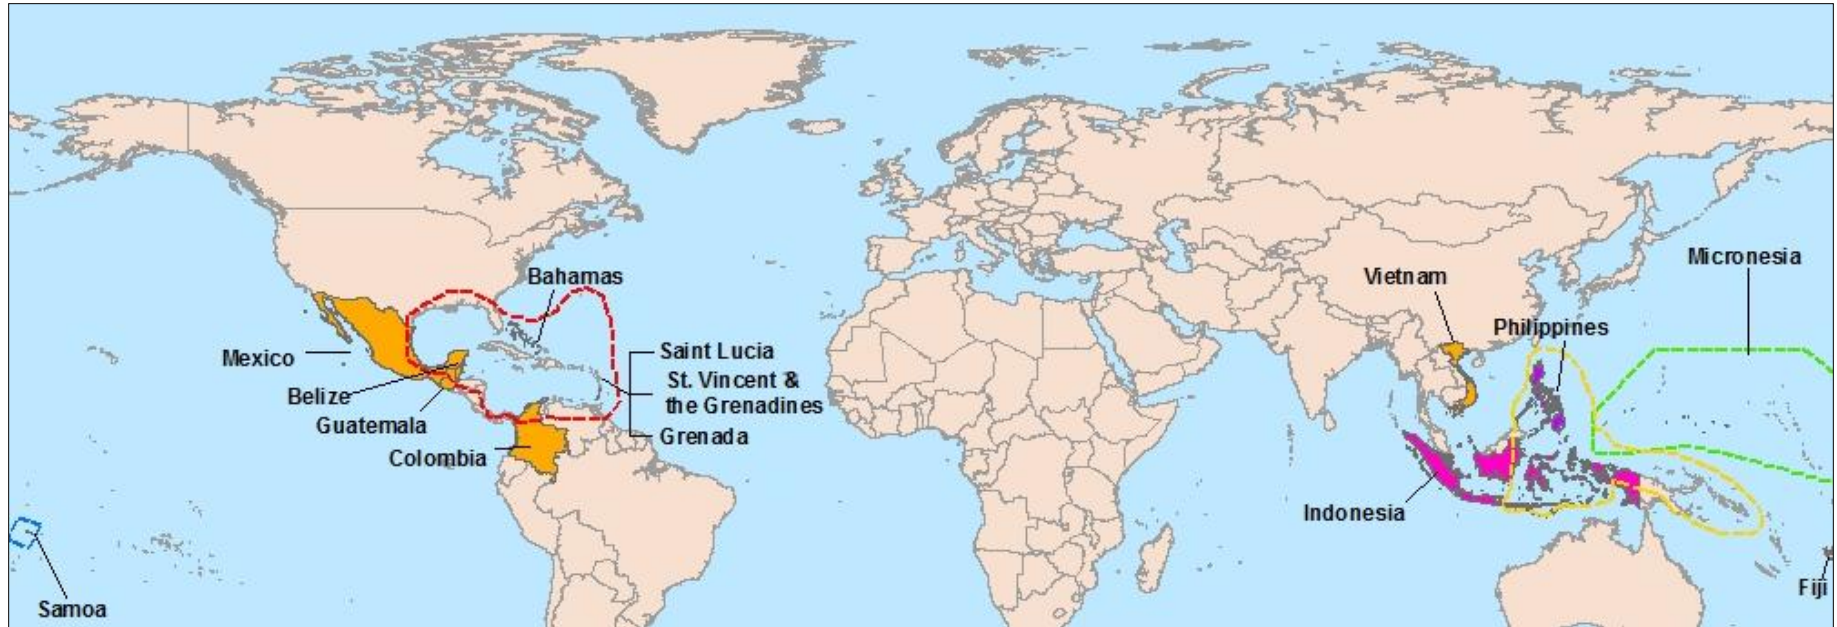 Bahamas
Micronesia
Vietnam
Philippines
Mexico
Saint Lucia
St. Vincent &
the Grenadines
Belize
Guatemala
Grenada
Colombia
Indonesia
Samoa
Fiji